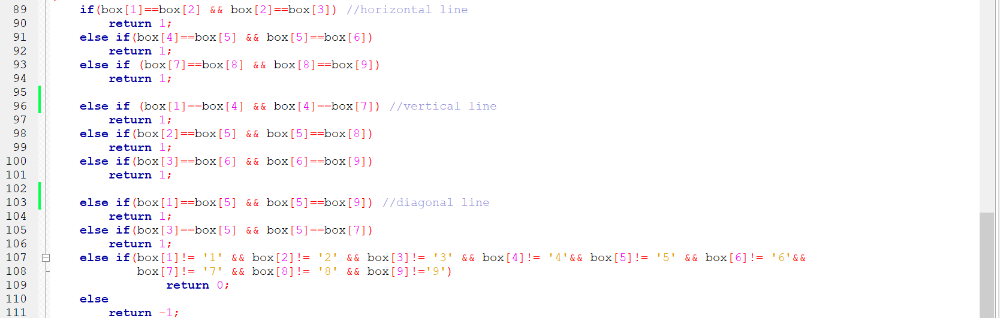 89 if(box[1]==box[2] && box[2]==box[3]) //horizontal line
90 return 1;
91 else if(box[4]==box[5] && box[5]==box[6])
92 return 1;
93 else if (box[7]==box[8] && box[8]==box[9])
94 return 1;
95
96 else if (box[1]==box[4] && box[4]==box[7]) //vertical line
97 return 1;
98 else if(box[2]==box[5] && box[5]==box[8])
99 return 1;
100 else if(box[3]==box[6] && box[6]==box[9])
101 return 1;
102
103 else if(box[1]==box[5] && box[5]==box[9]) //diagonal line
104 return 1;
105 else if(box[3]==box[5] && box[5]==box[7])
106 return 1;
107 else if(box[1]!= '1' && box[2]!= '2' && box[3]!= '3' && box[4]!= '4'&& box[5]!= '5' && box[6]!= '6'&&
108 box[7]!= '7' && box[8]!= '8' && box[9]!='9')
109 return 0;
110 else
111 return -1;